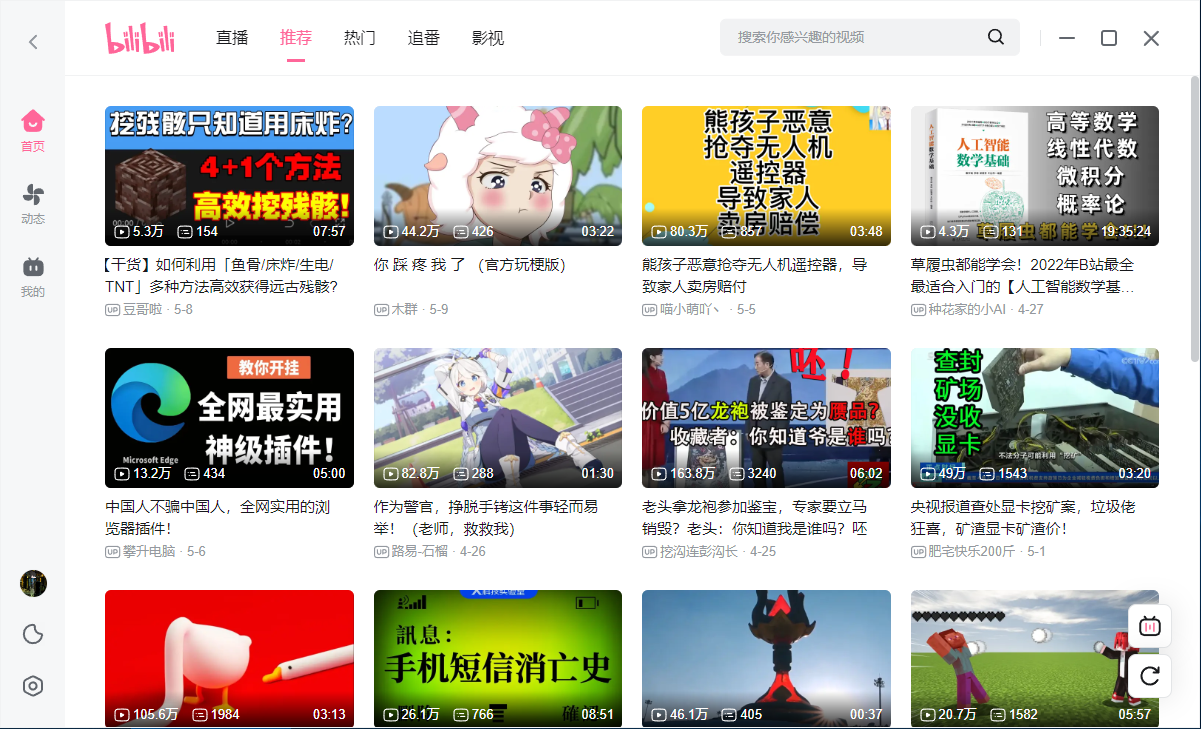 bilibili
直播
推荐
热门
追番
影视
搜索你感兴趣的视频
首页
动态
我的
挖残骸只知道用床炸?
4+1个方法
高效挖残骸!
5.3万
154
07:57
【干货】如何利用「鱼骨/床炸/生电/
TNT」多种方法高效获得远古残骸?
UP 豆哥啦 · 5-8
44.2万
426
03:22
你 踩 疼 我 了 （官方玩梗版）
UP 木群 · 5-9
熊孩子恶意
抢夺无人机
遥控器
导致家人
卖房赔偿
80.3万
857
03:48
熊孩子恶意抢夺无人机遥控器，导
致家人卖房赔付
UP 喵小萌吖丶 · 5-5
人工智能
数学基础
高等数学
线性代数
微积分
概率论
草履虫都能学会
4.3万
131
19:35:24
草履虫都能学会！2022年B站最全
最适合入门的【人工智能数学基...
UP 种花家的小AI · 4-27
教你开挂
全网最实用
神级插件!
Microsoft Edge
13.2万
434
05:00
中国人不骗中国人，全网实用的浏
览器插件！
UP 攀升电脑 · 5-6
82.8万
288
01:30
作为警官，挣脱手铐这件事轻而易
举！（老师，救救我）
UP 路易-石榴 · 4-26
呸！
价值5亿龙袍被鉴定为赝品?
收藏者：你知道爷是谁吗?
163.8万
3240
06:02
老头拿龙袍参加鉴宝，专家要立马
销毁？老头：你知道我是谁吗？呸
UP 挖沟连彭沟长 · 4-25
查封
矿场
没收
显卡
CCTV
不法分子可能利用“挖矿”
49万
1543
03:20
央视报道查处显卡挖矿案，垃圾佬
狂喜，矿渣显卡矿渣价！
UP 肥宅快乐200斤 · 5-1
105.6万
1984
03:13
訊息：
手机短信消亡史
26.1万
766
08:51
46.1万
405
00:37
20.7万
1582
05:57